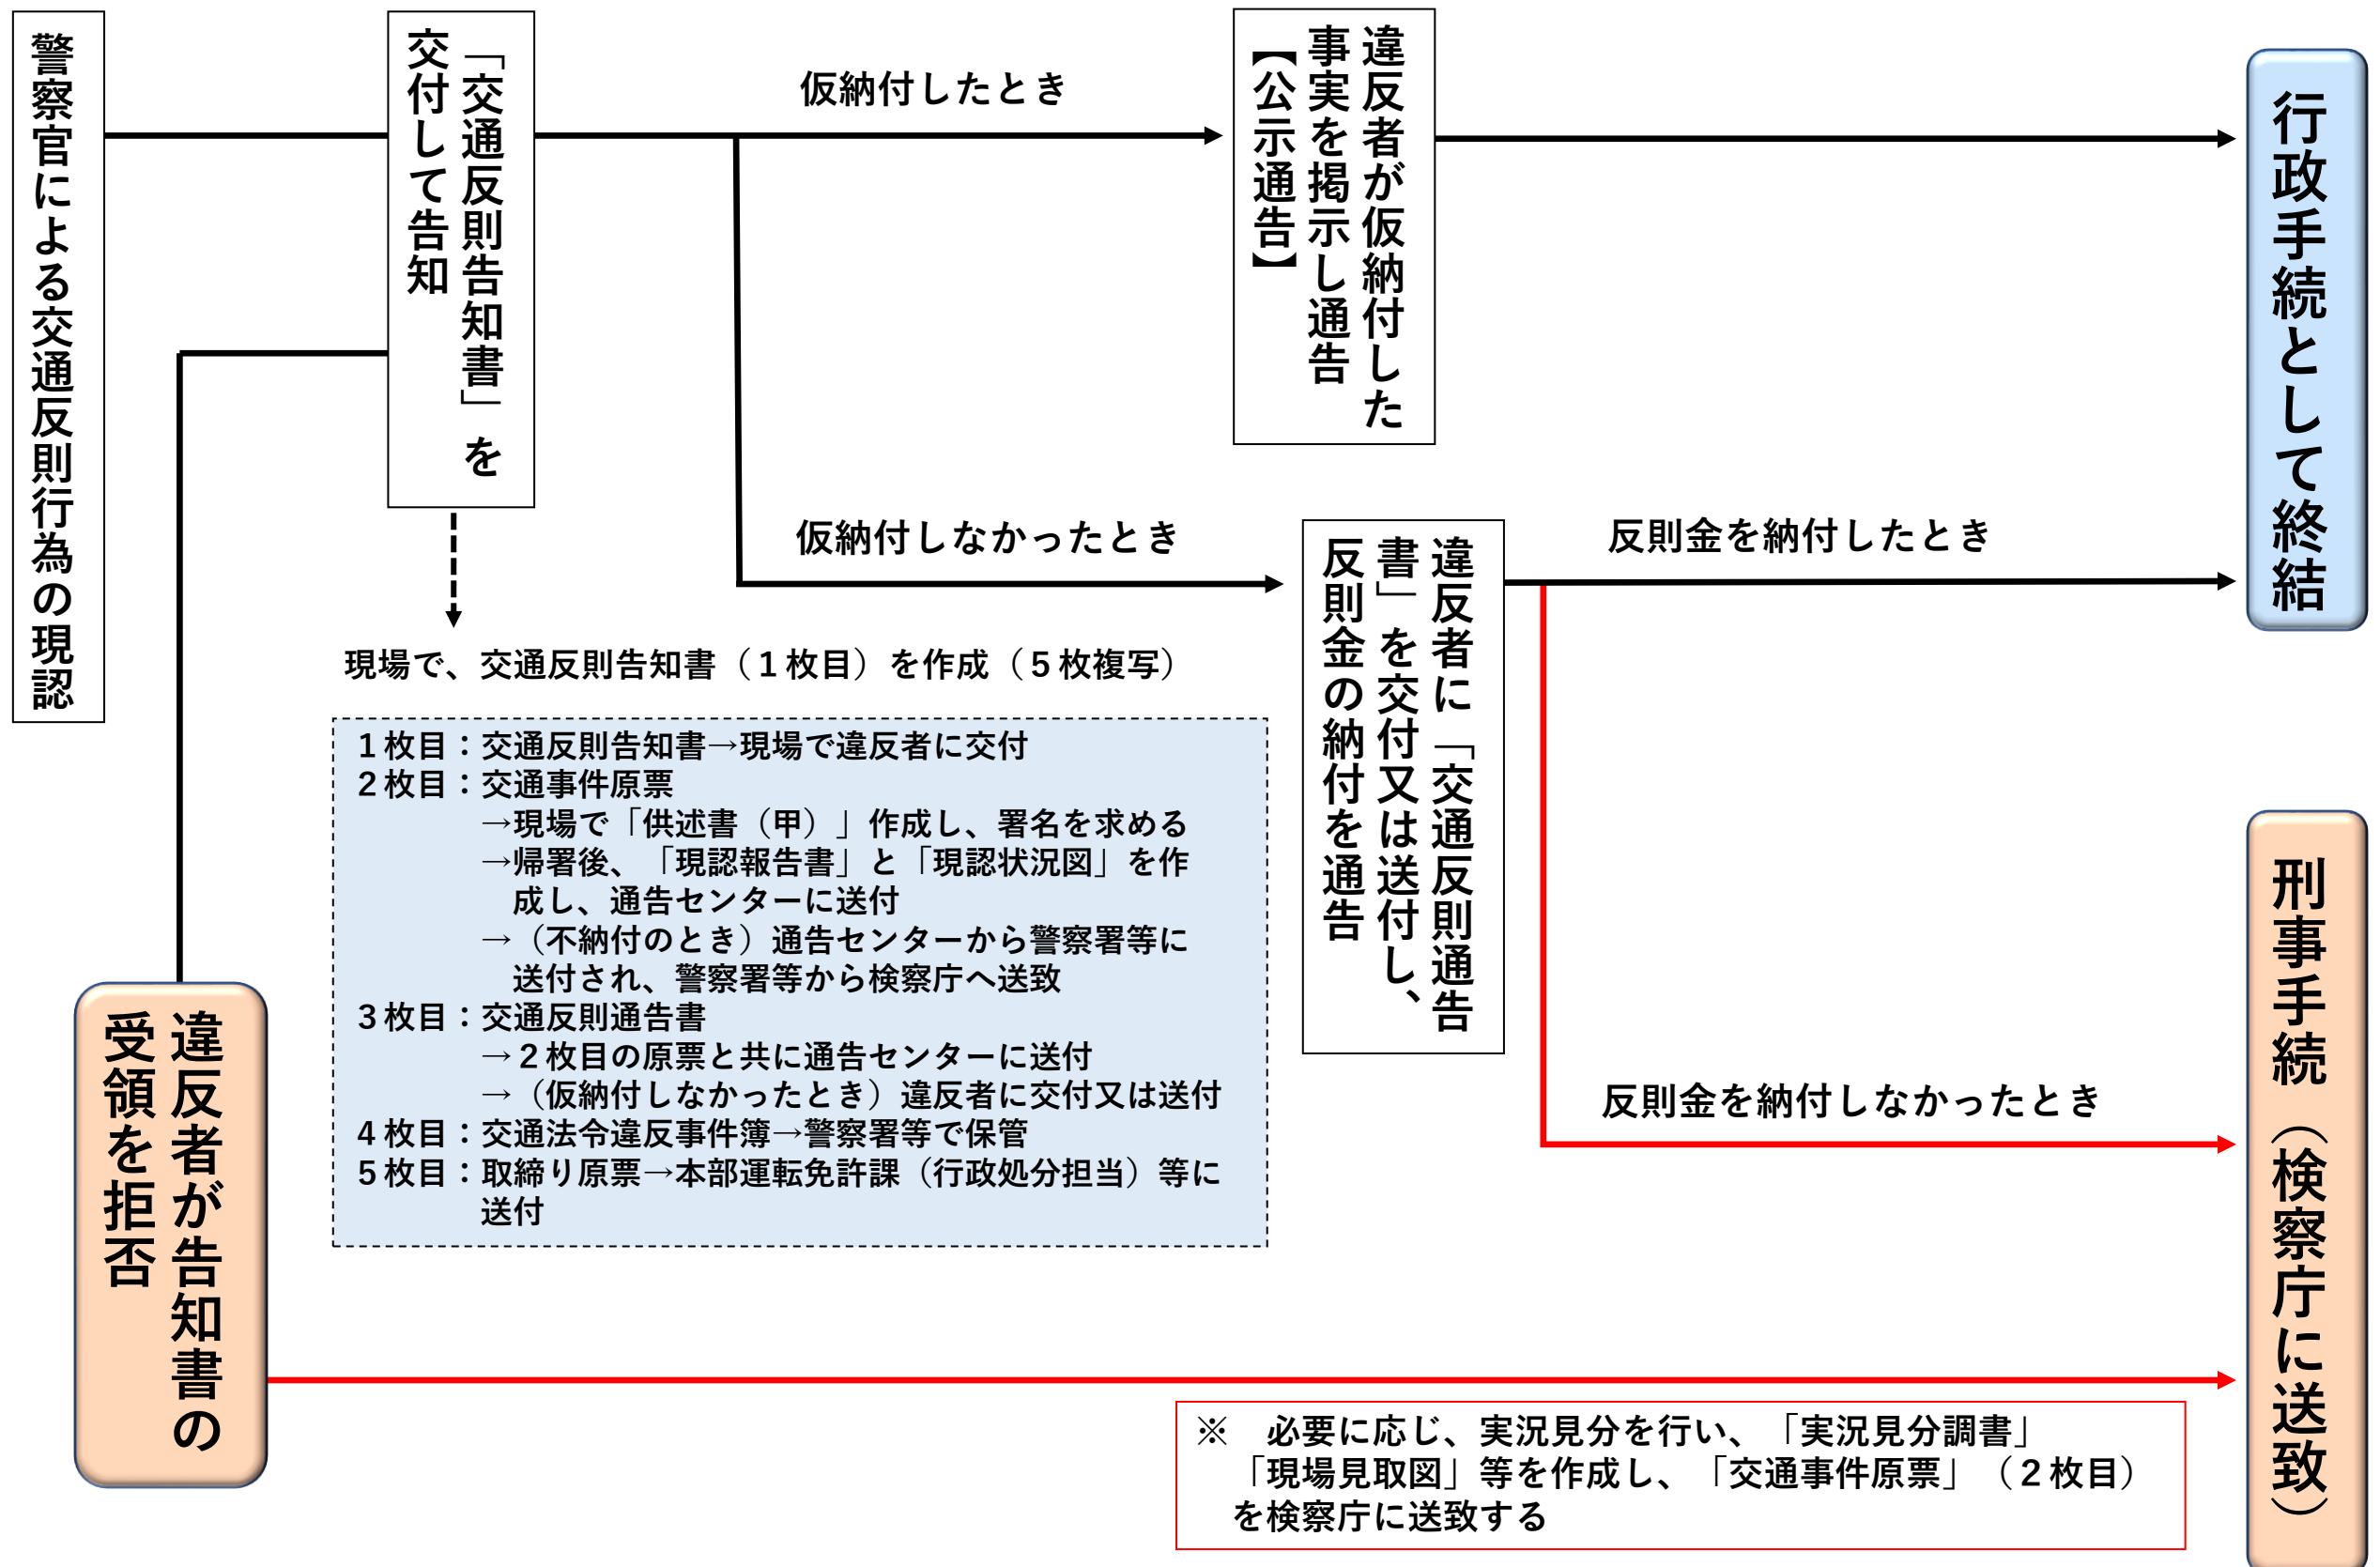 警察官による交通反則行為の現認
「交通反則告知書」を
交付して告知
仮納付したとき
違反者が仮納付した
事実を掲示し通告
【公示通告】
行政手続として終結
仮納付しなかったとき
違反者に「交通反則通告
書」を交付又は送付し、
反則金の納付を通告
反則金を納付したとき
現場で、交通反則告知書（１枚目）を作成（５枚複写）
１枚目：交通反則告知書→現場で違反者に交付
２枚目：交通事件原票
→現場で「供述書（甲）」作成し、署名を求める
→帰署後、「現認報告書」と「現認状況図」を作
成し、通告センターに送付
→（不納付のとき）通告センターから警察署等に
送付され、警察署等から検察庁へ送致
３枚目：交通反則通告書
→２枚目の原票と共に通告センターに送付
→（仮納付しなかったとき）違反者に交付又は送付
４枚目：交通法令違反事件簿→警察署等で保管
５枚目：取締り原票→本部運転免許課（行政処分担当）等に
送付
反則金を納付しなかったとき
刑事手続（検察庁に送致）
違反者が告知書の
受領を拒否
※　必要に応じ、実況見分を行い、「実況見分調書」
「現場見取図」等を作成し、「交通事件原票」（２枚目）
を検察庁に送致する